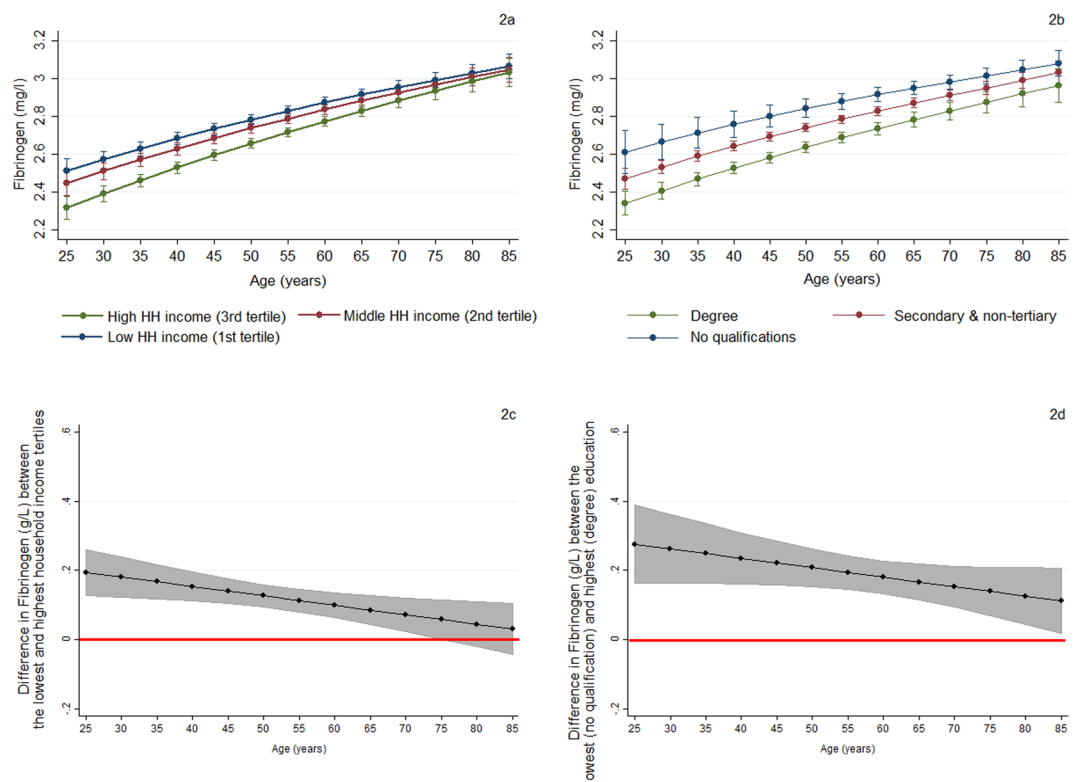 2a
Fibrinogen (mg/l)
3.2
3
2.8
2.6
2.4
2.2
25 30 35 40 45 50 55 60 65 70 75 80 85
Age (years)
High HH income (3rd tertile) Middle HH income (2nd tertile)
Low HH income (1st tertile)
2b
Fibrinogen (mg/l)
3.2
3
2.8
2.6
2.4
2.2
25 30 35 40 45 50 55 60 65 70 75 80 85
Age (years)
Degree Secondary & non-tertiary
No qualifications
2c
Difference in Fibrinogen (g/L) between
the lowest and highest household income tertiles
.6
.4
.2
0
-.2
25 30 35 40 45 50 55 60 65 70 75 80 85
Age (years)
2d
Difference in Fibrinogen (g/L) between the
owest (no qualification) and highest (degree) education
.6
.4
.2
0
-.2
25 30 35 40 45 50 55 60 65 70 75 80 85
Age (years)